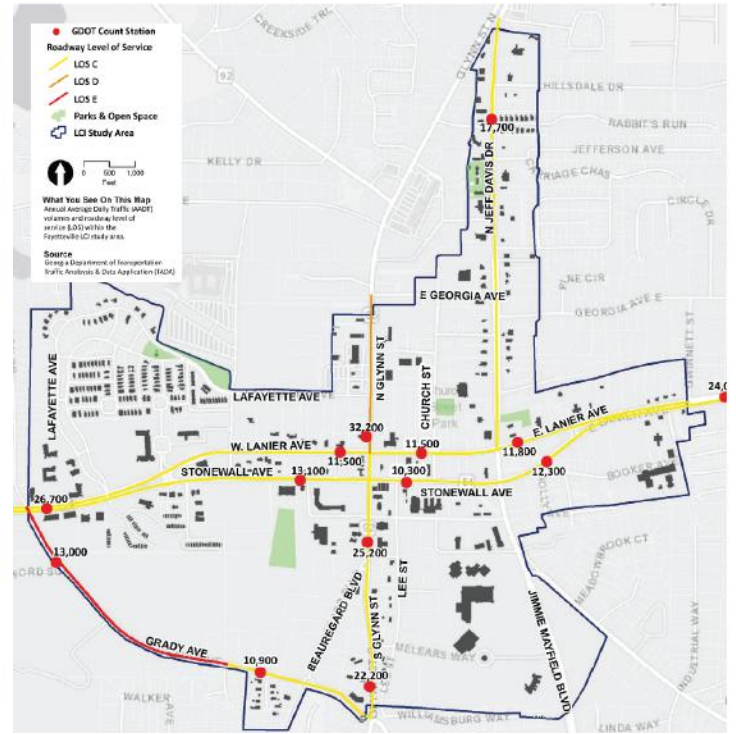 GDOT Count Station
Roadway Level of Service
LOS C
LOS D
LOS E
Parks & Open Space
LCI Study Area
0 500 1,000
Feet
What You See On This Map
Annual Average Daily Traffic (AADT)
volumes and roadway level of
service (LOS) within the
Fayetteville LCI study area.
Source
Georgia Department of Transportation
Traffic Analysis & Data Application (TADA)
CREEKSIDE TRL
GLYNN ST N
92
HILLSDALE DR
17,700
RABBIT'S RUN
JEFFERSON AVE
KELLY DR
N JEFF DAVIS DR
CIRCLE DR
E GEORGIA AVE
GEORGIA AVE E
LAFAYETTE AVE
LAFAYETTE AVE
N GLYNN ST
CHURCH ST
Park
24,0
32,200
W. LANIER AVE
11,500
11,500
E. LANIER AVE
11,800
STONEWALL AVE
13,100
10,300
12,300
STONEWALL AVE
BOOKER AV
26,700
25,200
13,000
MEADOWBROOK CT
LEE ST
BEAUREGARD BLVD
S GLYNN ST
JIMMIE MAYFIELD BLVD
INDUSTRIAL WAY
GRADY AVE
10,900
MELEARS WAY
22,200
WALKER
AVE
WILLIAMSBURG WAY
LINDA WAY